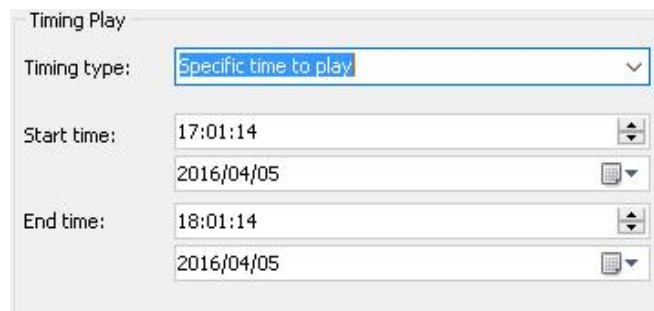 Timing Play
Timing type: Specific time to play
Start time: 17:01:14
2016/04/05
End time: 18:01:14
2016/04/05